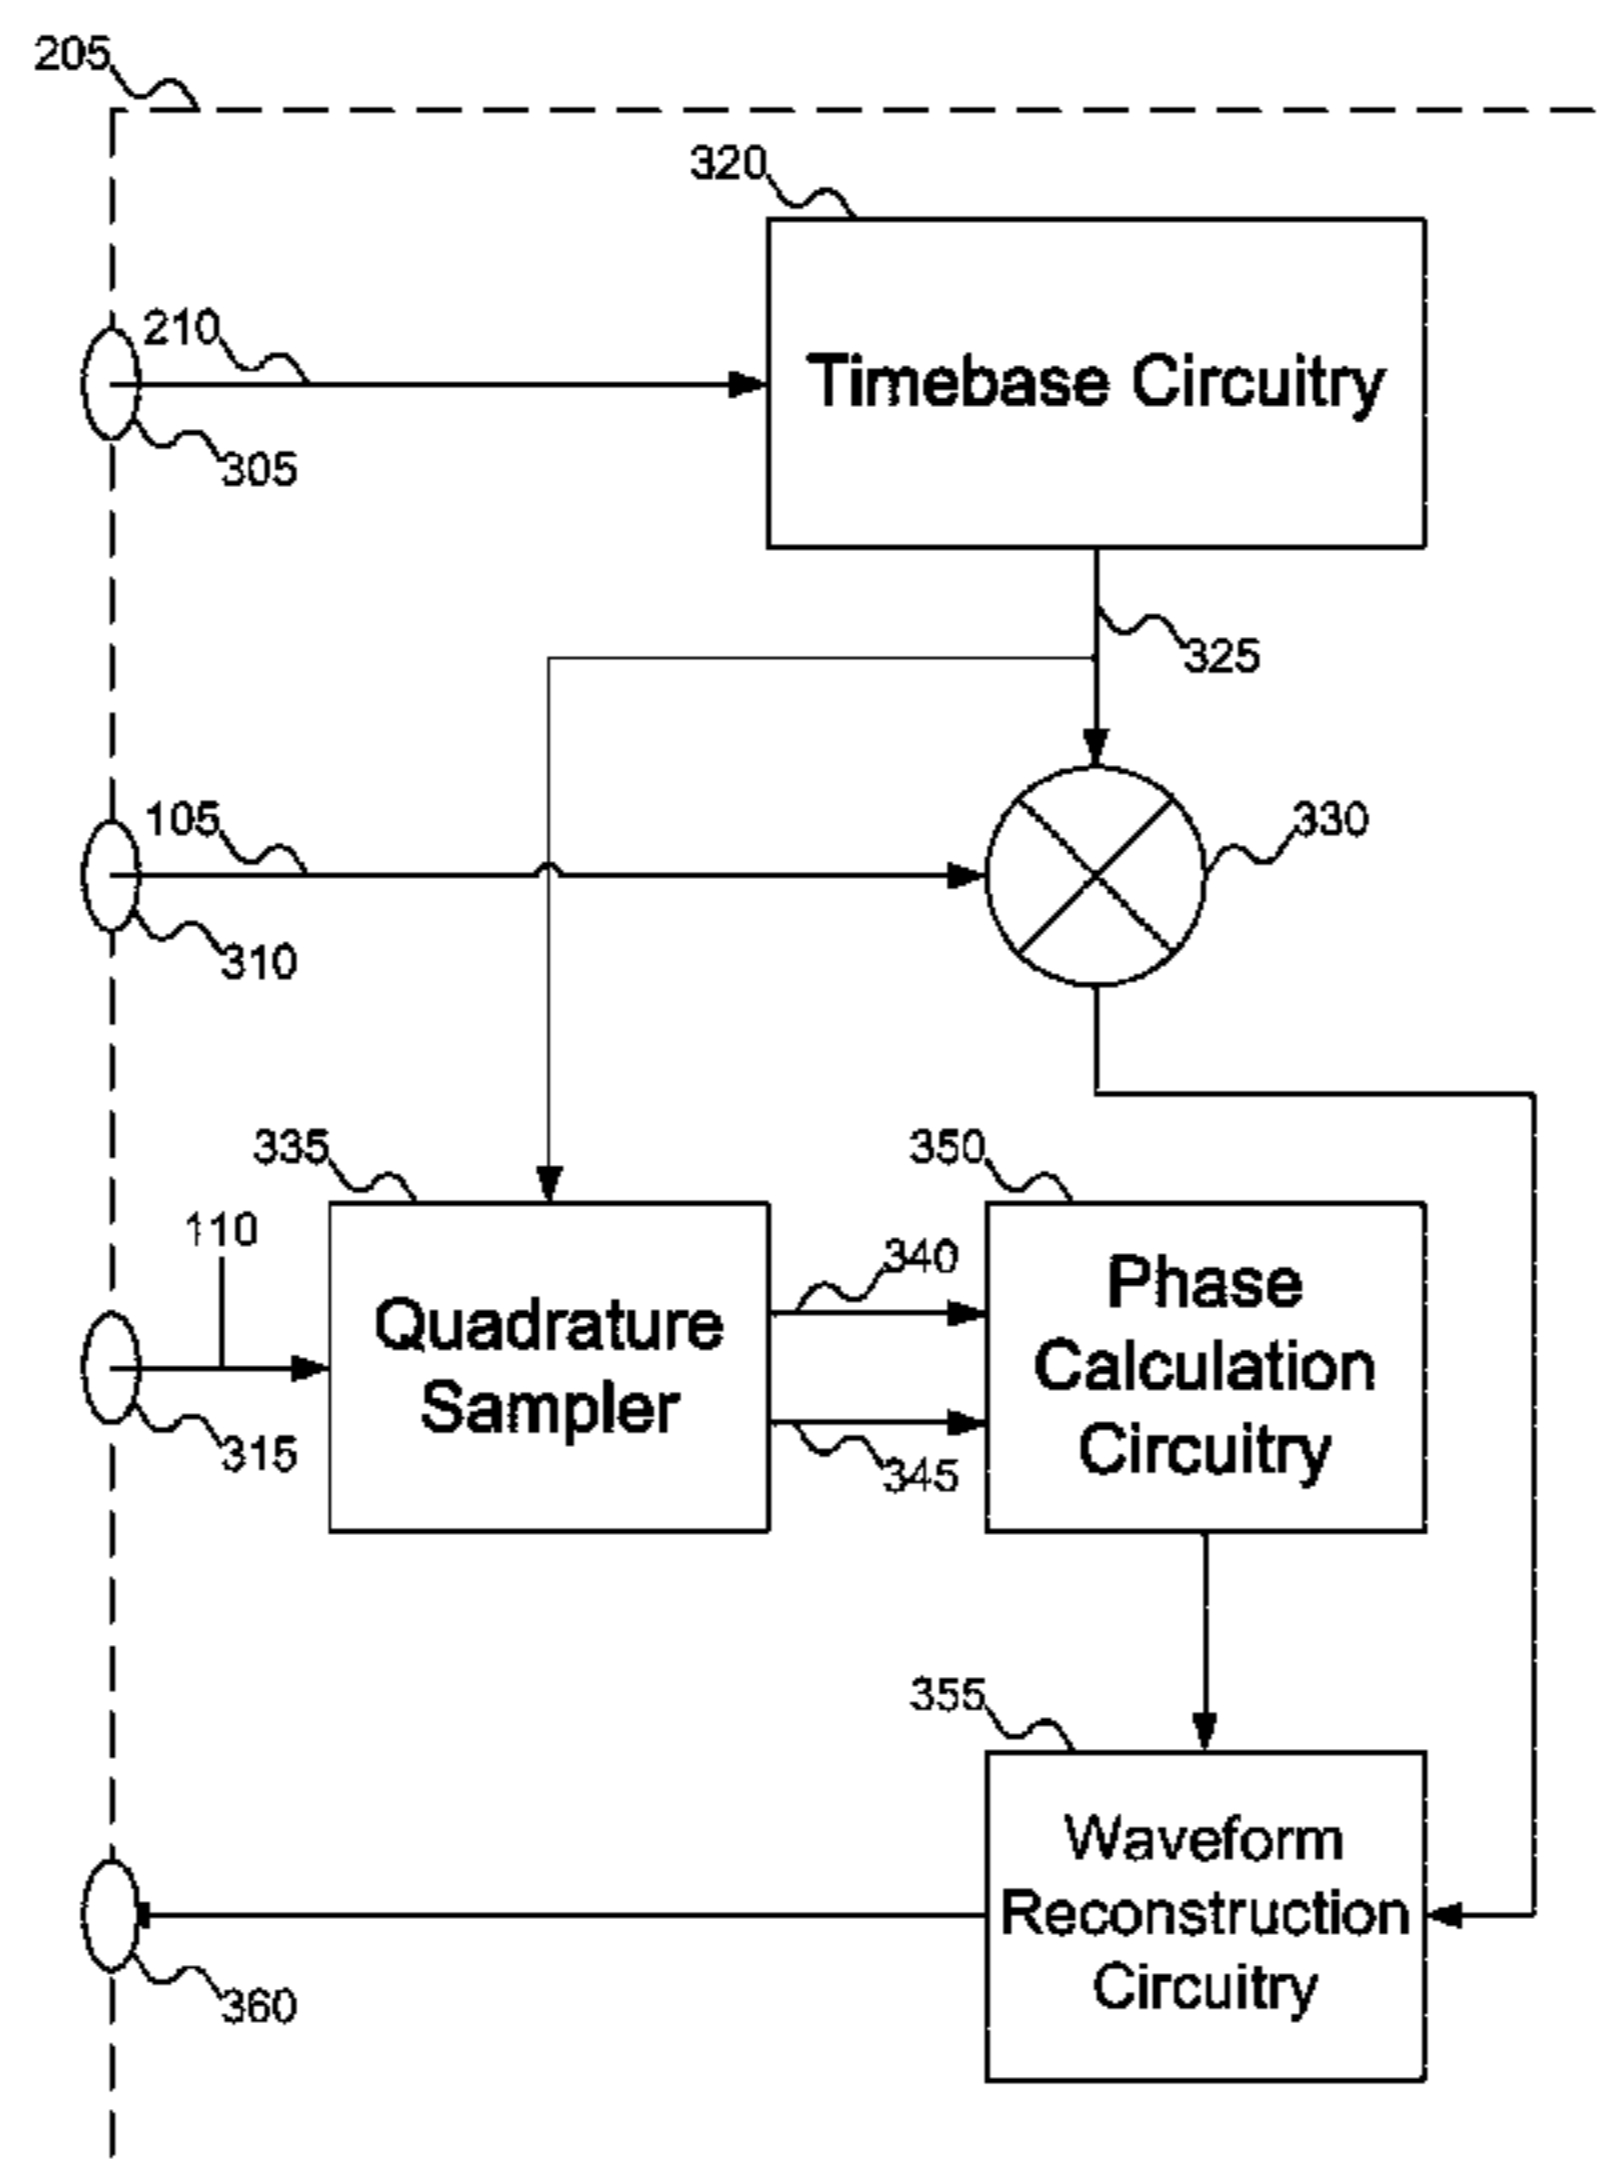 205
320
210
Timebase Circuitry
305
325
105
330
310
335
350
110
340
Quadrature
Sampler
Phase
Calculation
Circuitry
315
345
355
Waveform
Reconstruction
Circuitry
360